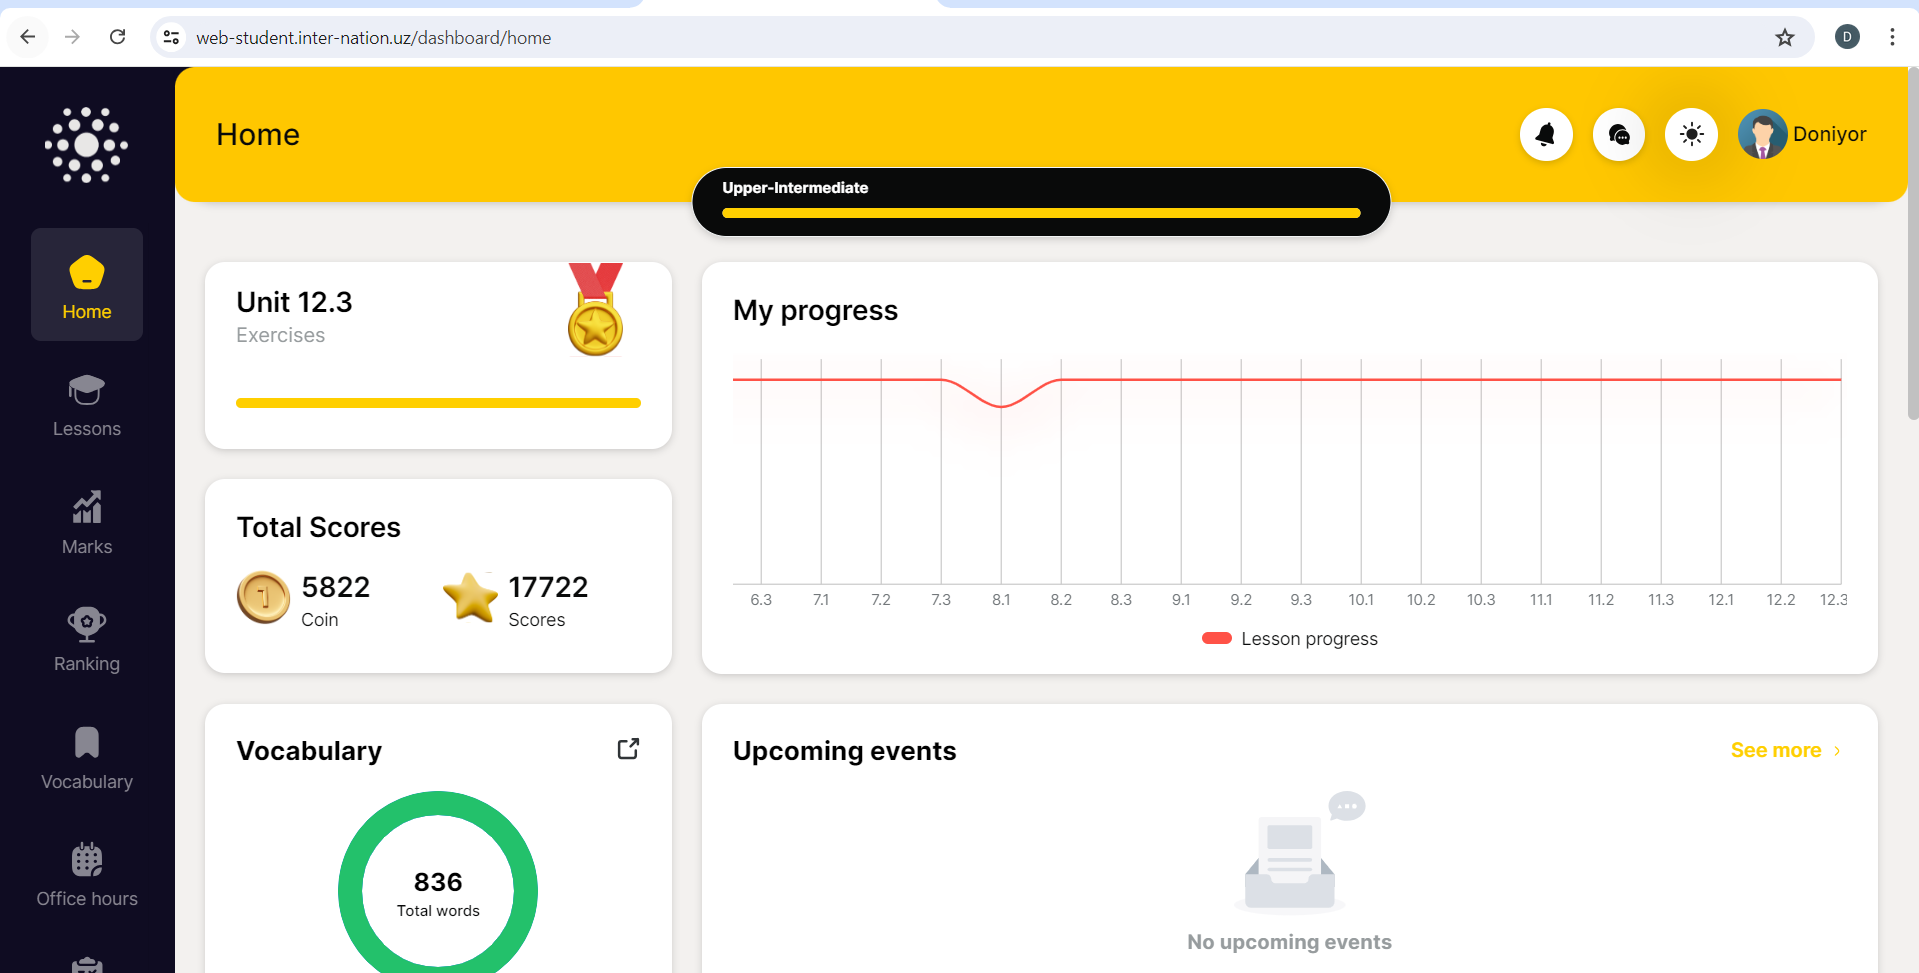 web-student.inter-nation.uz/dashboard/home
D
Home
Doniyor
Upper-Intermediate
Home
Lessons
Marks
Ranking
Vocabulary
Office hours
Unit 12.3
Exercises
My progress
6.3 7.1 7.2 7.3 8.1 8.2 8.3 9.1 9.2 9.3 10.1 10.2 10.3 11.1 11.2 11.3 12.1 12.2 12.3
Lesson progress
Total Scores
1
5822
Coin
17722
Scores
Vocabulary
836
Total words
Upcoming events
See more
No upcoming events